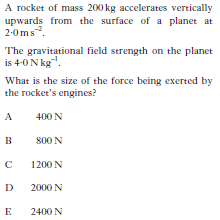 A rocket of mass 200 kg accelerates vertically
upwards from the surface of a planet at
2·0 m s⁻².
The gravitational field strength on the planet
is 4·0 N kg⁻¹.
What is the size of the force being exerted by
the rocket's engines?
A 400 N
B 800 N
C 1200 N
D 2000 N
E 2400 N